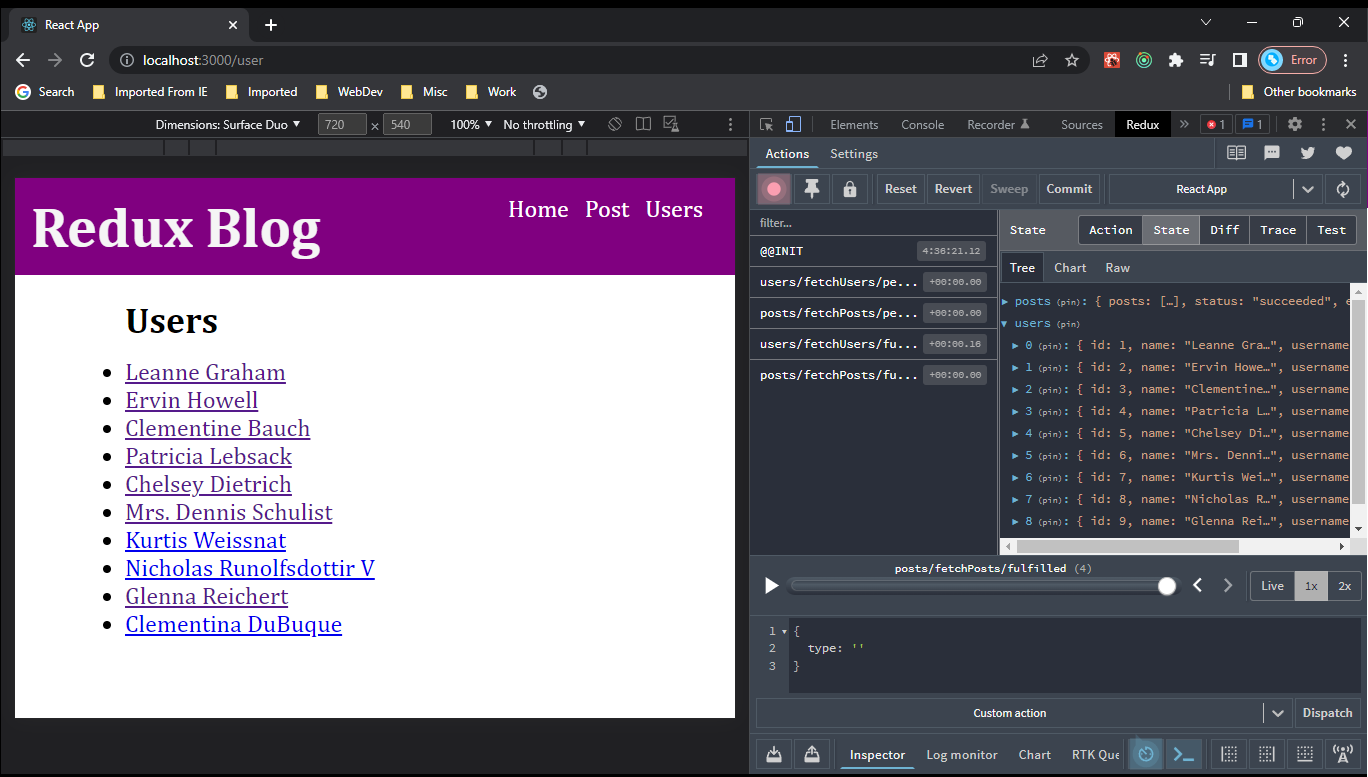 React App
localhost:3000/user
Error
Search Imported From IE Imported WebDev Misc Work Other bookmarks
Dimensions: Surface Duo 720 × 540 100% No throttling
Elements Console Recorder Sources Redux » 1 1
Actions Settings
Reset Revert Sweep Commit React App
Redux Blog
Home Post Users
Users
Leanne Graham
Ervin Howell
Clementine Bauch
Patricia Lebsack
Chelsey Dietrich
Mrs. Dennis Schulist
Kurtis Weissnat
Nicholas Runolfsdottir V
Glenna Reichert
Clementina DuBuque
filter...
@@INIT 4:36:21.12
users/fetchUsers/pe... +00:00.00
posts/fetchPosts/pe... +00:00.00
users/fetchUsers/fu... +00:00.16
posts/fetchPosts/fu... +00:00.00
State Action State Diff Trace Test
Tree Chart Raw
posts (pin): { posts: […], status: "succeeded", e
users (pin)
0 (pin): { id: 1, name: "Leanne Gra…", username
1 (pin): { id: 2, name: "Ervin Howe…", username
2 (pin): { id: 3, name: "Clementine…", username
3 (pin): { id: 4, name: "Patricia L…", username
4 (pin): { id: 5, name: "Chelsey Di…", username
5 (pin): { id: 6, name: "Mrs. Denni…", username
6 (pin): { id: 7, name: "Kurtis Wei…", username
7 (pin): { id: 8, name: "Nicholas R…", username
8 (pin): { id: 9, name: "Glenna Rei…", username
posts/fetchPosts/fulfilled (4)
Live 1x 2x
1 {
2 type: ''
3 }
Custom action Dispatch
Inspector Log monitor Chart RTK Que